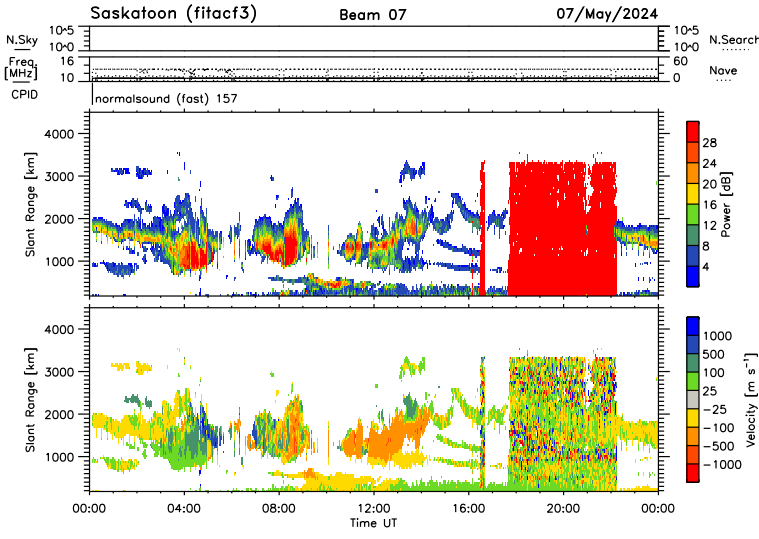 Saskatoon (fitacf3) Beam 07 07/May/2024
N.Sky 10^5 10^0 10^5 10^0 N.Search
Freq. [MHz] 16 10 60 0 Nave
CPID normalsound (fast) 157
Slant Range [km] 4000 3000 2000 1000
28 24 20 16 12 8 4 Power [dB]
Slant Range [km] 4000 3000 2000 1000
1000 500 100 25 −25 −100 −500 −1000 Velocity [m s⁻¹]
00:00 04:00 08:00 12:00 16:00 20:00 00:00
Time UT